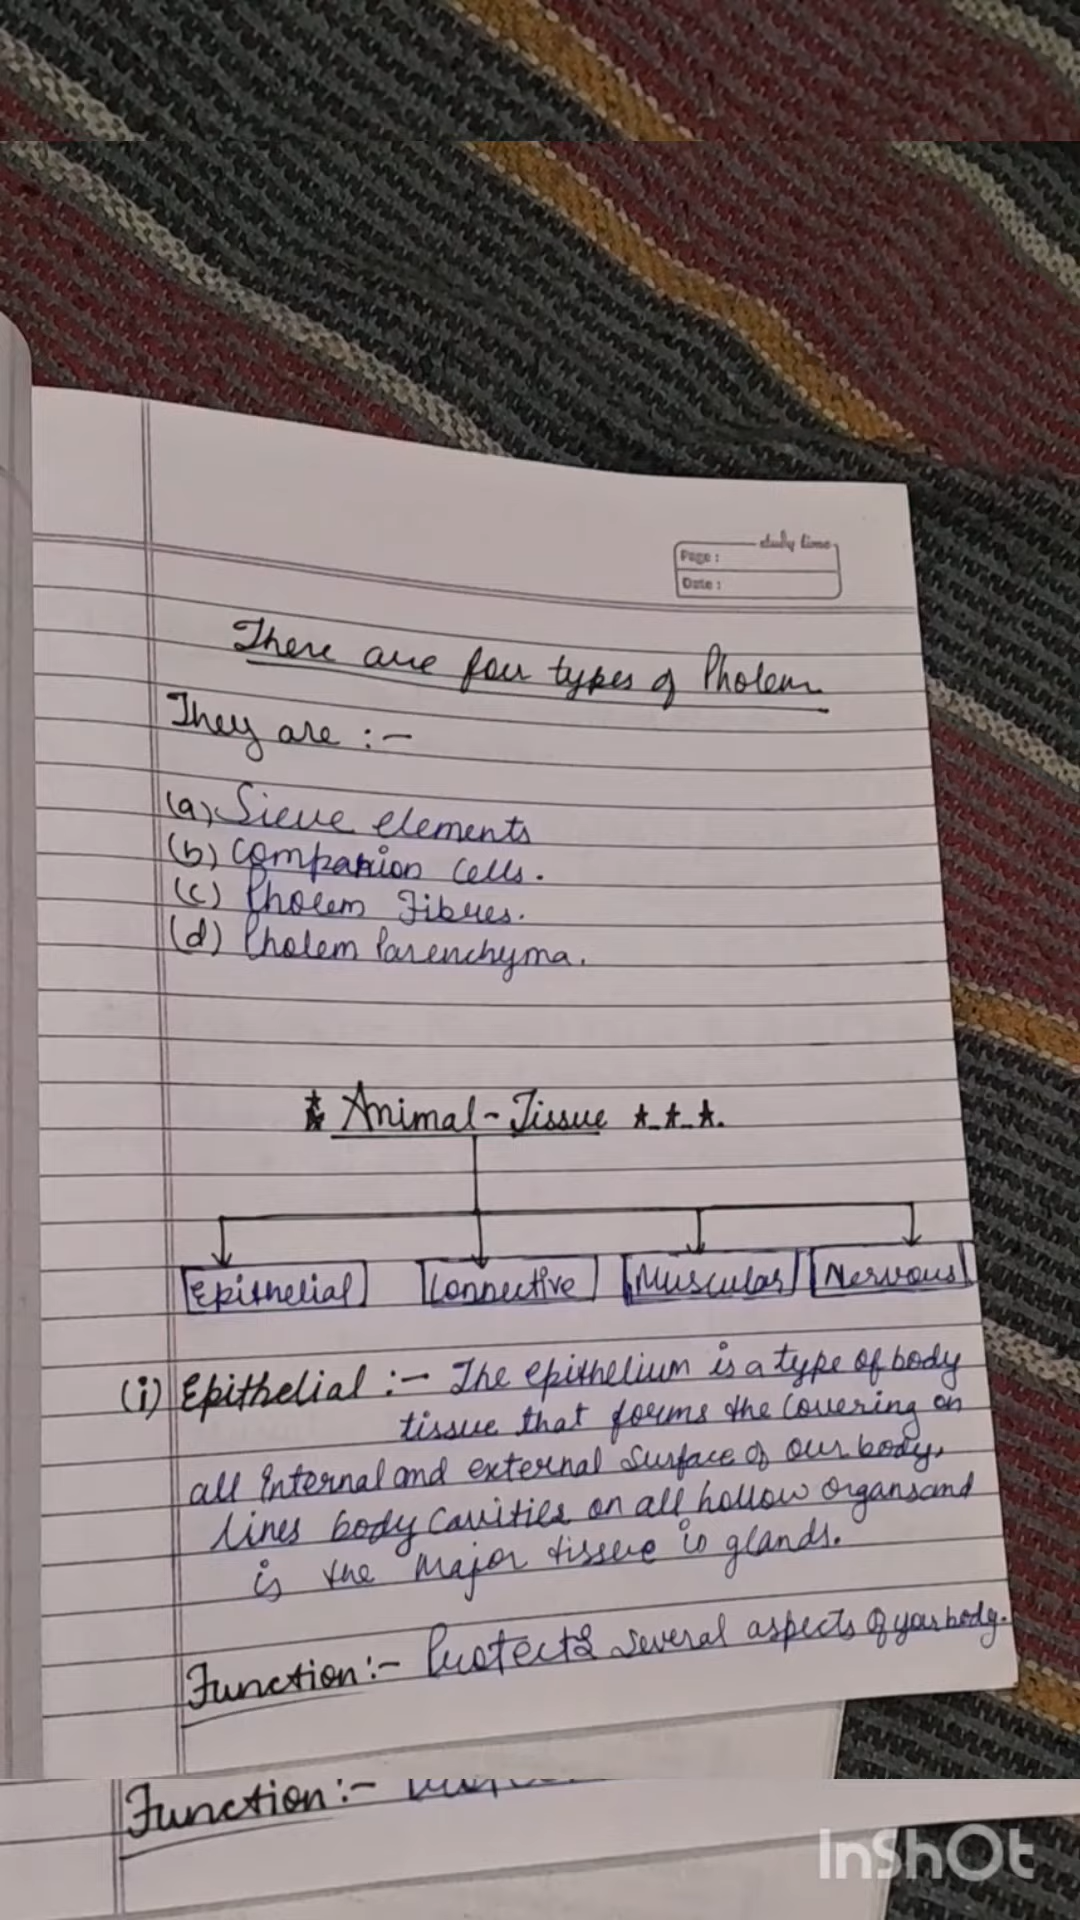 study time
Page :
Date :
There are four types of Pholem
They are :-
(a) Sieve elements
(b) Companion Cells.
(c) Pholem Fibres.
(d) Pholem Parenchyma.
Animal-Tissue
Epithelial Connective Muscular Nervous
(i) Epithelial :- The epithelium is a type of body
tissue that forms the covering on
all internal and external surface of our body,
lines body cavities on all hollow organs and
is the major tissue in glands.
Function :- Protects several aspects of your body.
Function :-
InShOt